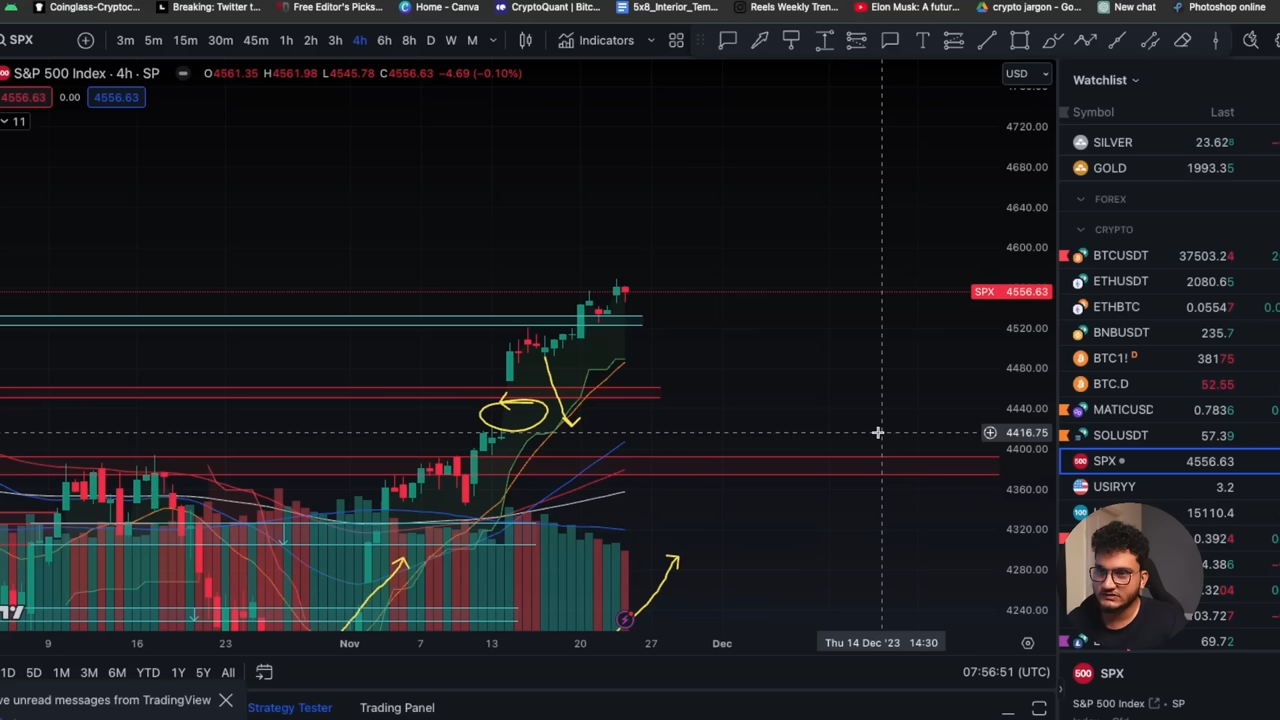 Coinglass-Cryptoc...
Breaking: Twitter t...
Free Editor's Picks...
Home - Canva
CryptoQuant | Bitc...
5x8_Interior_Tem...
Reels Weekly Tren...
Elon Musk: A futur...
crypto jargon - Go...
New chat
Photoshop online
SPX
3m 5m 15m 30m 45m 1h 2h 3h 4h 6h 8h D W M
Indicators
S&P 500 Index · 4h · SP
O4561.35 H4561.98 L4545.78 C4556.63 −4.69 (−0.10%)
USD
4556.63 0.00 4556.63
11
4720.00
4680.00
4640.00
4600.00
SPX 4556.63
4520.00
4480.00
4440.00
4416.75
4400.00
4360.00
4320.00
4280.00
4240.00
9 16 23 Nov 7 13 20 27 Dec
Thu 14 Dec '23 14:30
1D 5D 1M 3M 6M YTD 1Y 5Y All
07:56:51 (UTC)
ve unread messages from TradingView
Strategy Tester
Trading Panel
Watchlist
Symbol Last
SILVER 23.628
GOLD 1993.35
FOREX
CRYPTO
BTCUSDT 37503.24
ETHUSDT 2080.65
ETHBTC 0.05547
BNBUSDT 235.7
BTC1! D 38175
BTC.D 52.55
MATICUSD 0.7836
SOLUSDT 57.39
SPX 4556.63
USIRYY 3.2
15110.4
0.3924
4.386
.3204
03.727
69.72
SPX
S&P 500 Index · SP